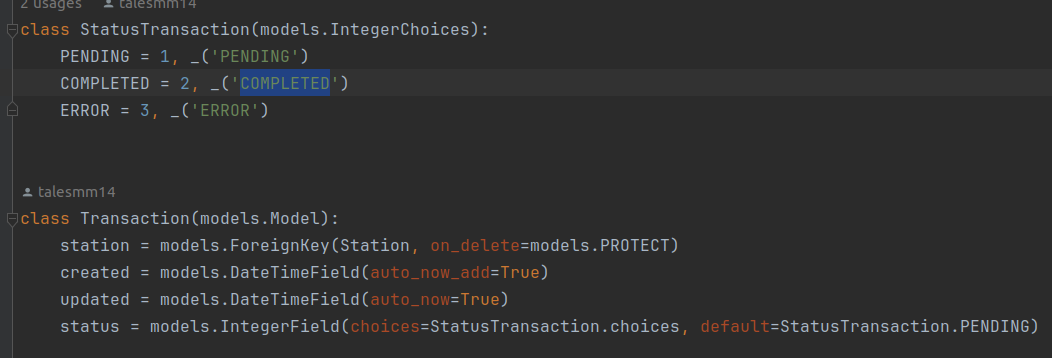 2 usages talesmm14
class StatusTransaction(models.IntegerChoices):
    PENDING = 1, _('PENDING')
    COMPLETED = 2, _('COMPLETED')
    ERROR = 3, _('ERROR')
talesmm14
class Transaction(models.Model):
    station = models.ForeignKey(Station, on_delete=models.PROTECT)
    created = models.DateTimeField(auto_now_add=True)
    updated = models.DateTimeField(auto_now=True)
    status = models.IntegerField(choices=StatusTransaction.choices, default=StatusTransaction.PENDING)